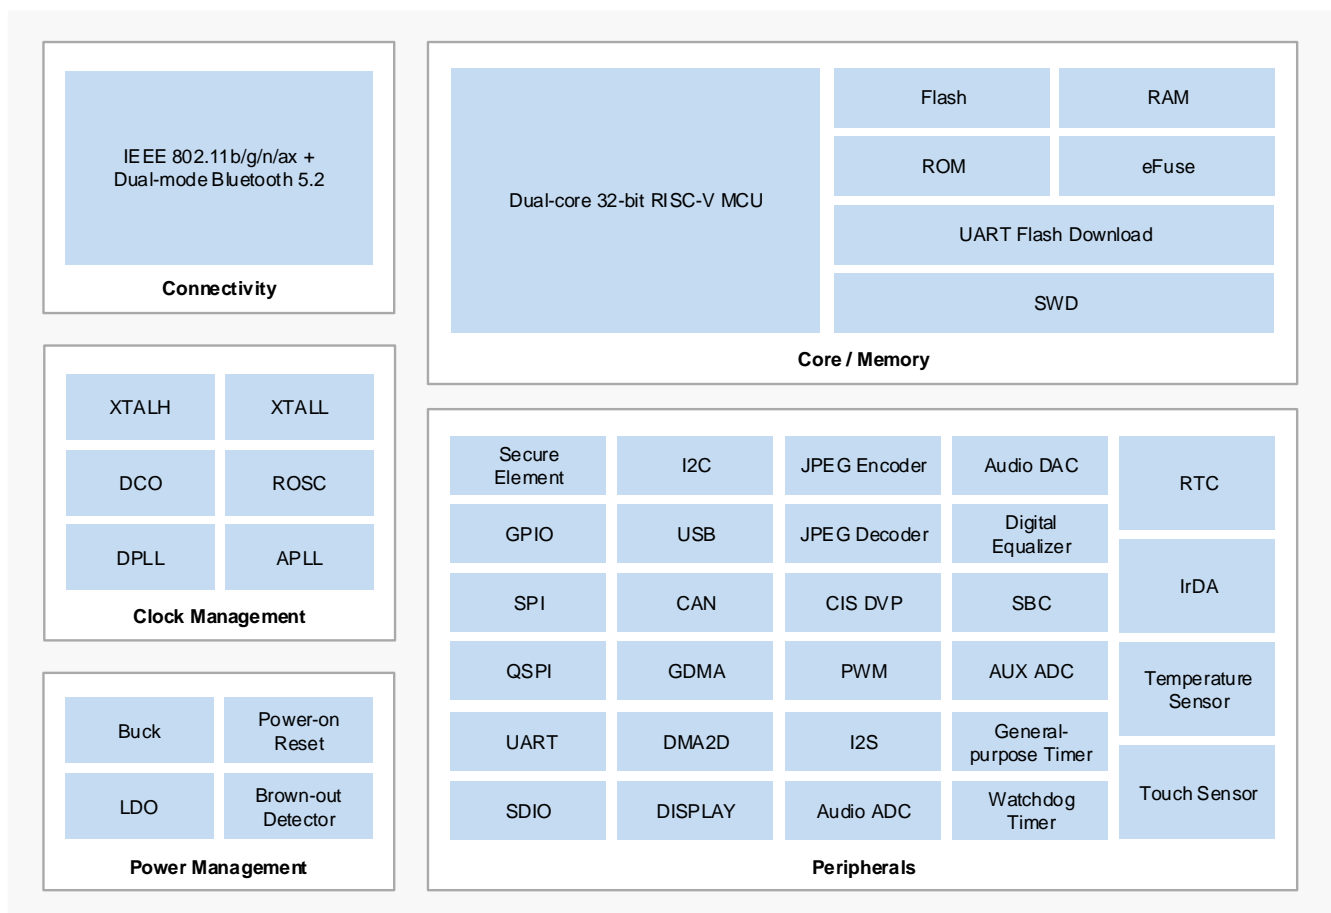 IEEE 802.11b/g/n/ax +
Dual-mode Bluetooth 5.2
Connectivity
Dual-core 32-bit RISC-V MCU
Flash
RAM
ROM
eFuse
UART Flash Download
SWD
Core / Memory
XTALH
XTALL
DCO
ROSC
DPLL
APLL
Clock Management
Buck
Power-on
Reset
LDO
Brown-out
Detector
Power Management
Secure
Element
I2C
JPEG Encoder
Audio DAC
RTC
GPIO
USB
JPEG Decoder
Digital
Equalizer
IrDA
SPI
CAN
CIS DVP
SBC
QSPI
GDMA
PWM
AUX ADC
Temperature
Sensor
UART
DMA2D
I2S
General-
purpose Timer
Touch Sensor
SDIO
DISPLAY
Audio ADC
Watchdog
Timer
Peripherals